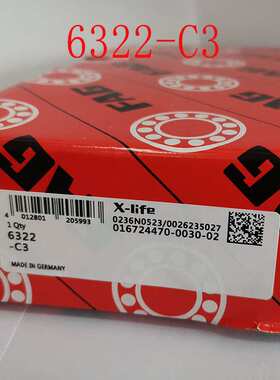 6322-C3
FAG
FAG
X-life
0236N0523/0026235027
016724470-0030-02
4 012801 205993
1 Qty
6322
-C3
MADE IN GERMANY